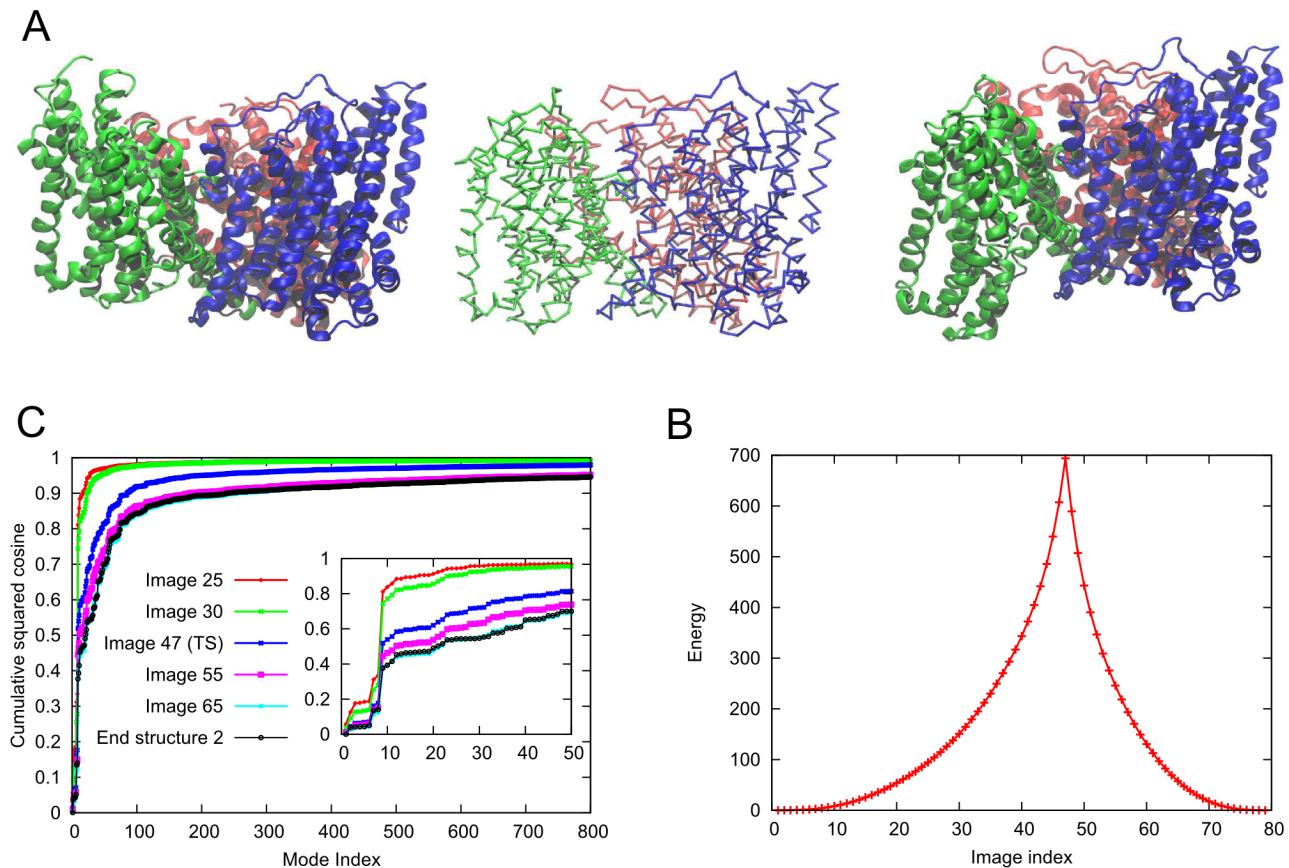 A
C
1
0.9
0.8
0.7
0.6
0.5
0.4
0.3
0.2
0.1
0
Cumulative squared cosine
0 100 200 300 400 500 600 700 800
Mode Index
Image 25
Image 30
Image 47 (TS)
Image 55
Image 65
End structure 2
1
0.8
0.6
0.4
0.2
0
0 10 20 30 40 50
B
700
600
500
400
300
200
100
0
Energy
0 10 20 30 40 50 60 70 80
Image index